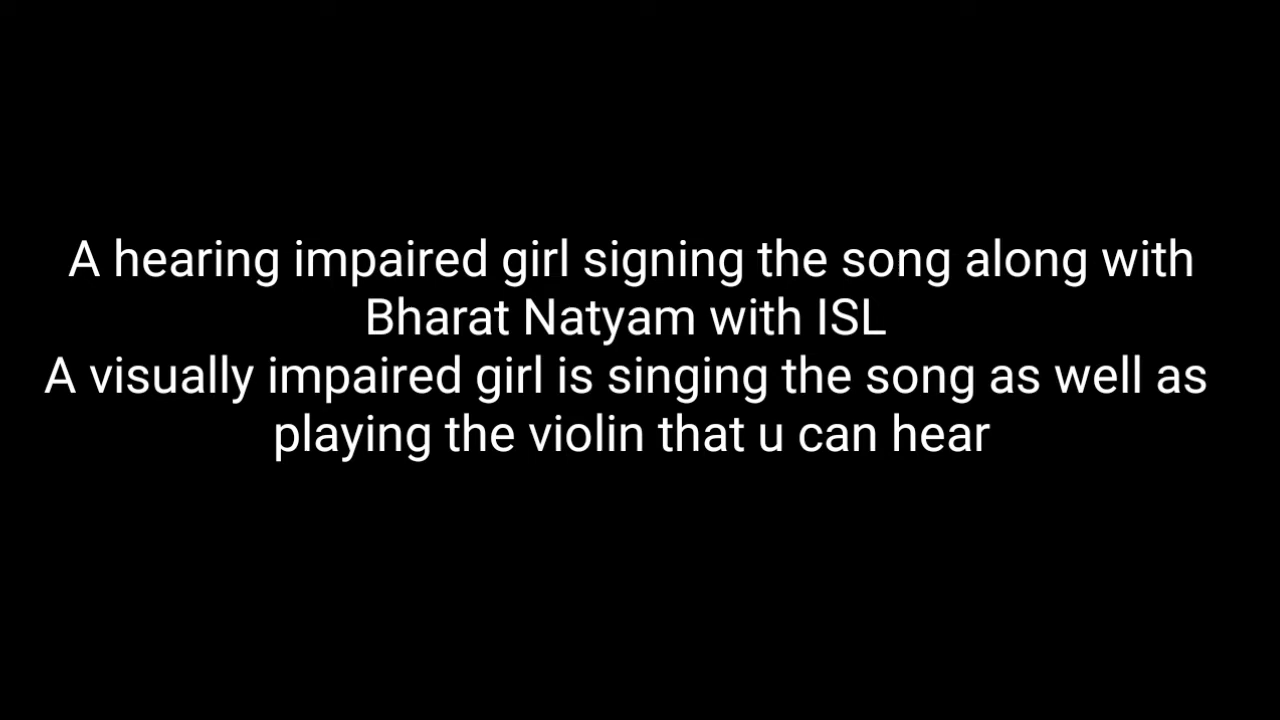 A hearing impaired girl signing the song along with
Bharat Natyam with ISL
A visually impaired girl is singing the song as well as
playing the violin that u can hear